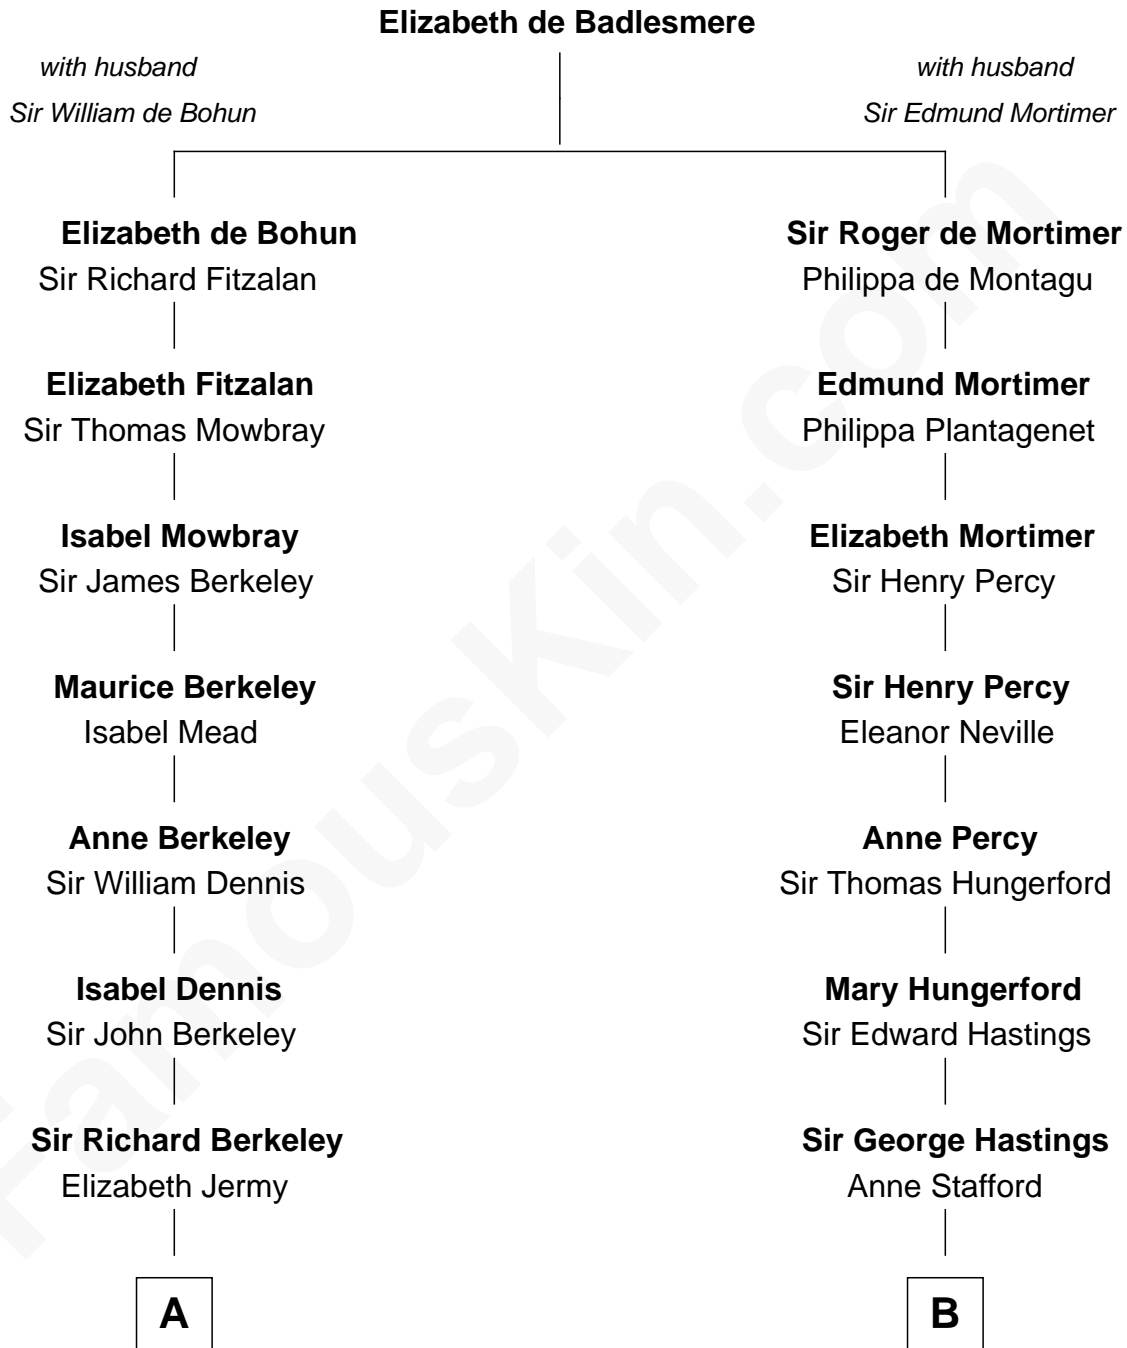 Elizabeth de Badlesmere
with husband
Sir William de Bohun
with husband
Sir Edmund Mortimer
Elizabeth de Bohun
Sir Richard Fitzalan
Sir Roger de Mortimer
Philippa de Montagu
Elizabeth Fitzalan
Sir Thomas Mowbray
Edmund Mortimer
Philippa Plantagenet
Isabel Mowbray
Sir James Berkeley
Elizabeth Mortimer
Sir Henry Percy
Maurice Berkeley
Isabel Mead
Sir Henry Percy
Eleanor Neville
Anne Berkeley
Sir William Dennis
Anne Percy
Sir Thomas Hungerford
Isabel Dennis
Sir John Berkeley
Mary Hungerford
Sir Edward Hastings
Sir Richard Berkeley
Elizabeth Jermy
Sir George Hastings
Anne Stafford
A
B
FamousKin.com